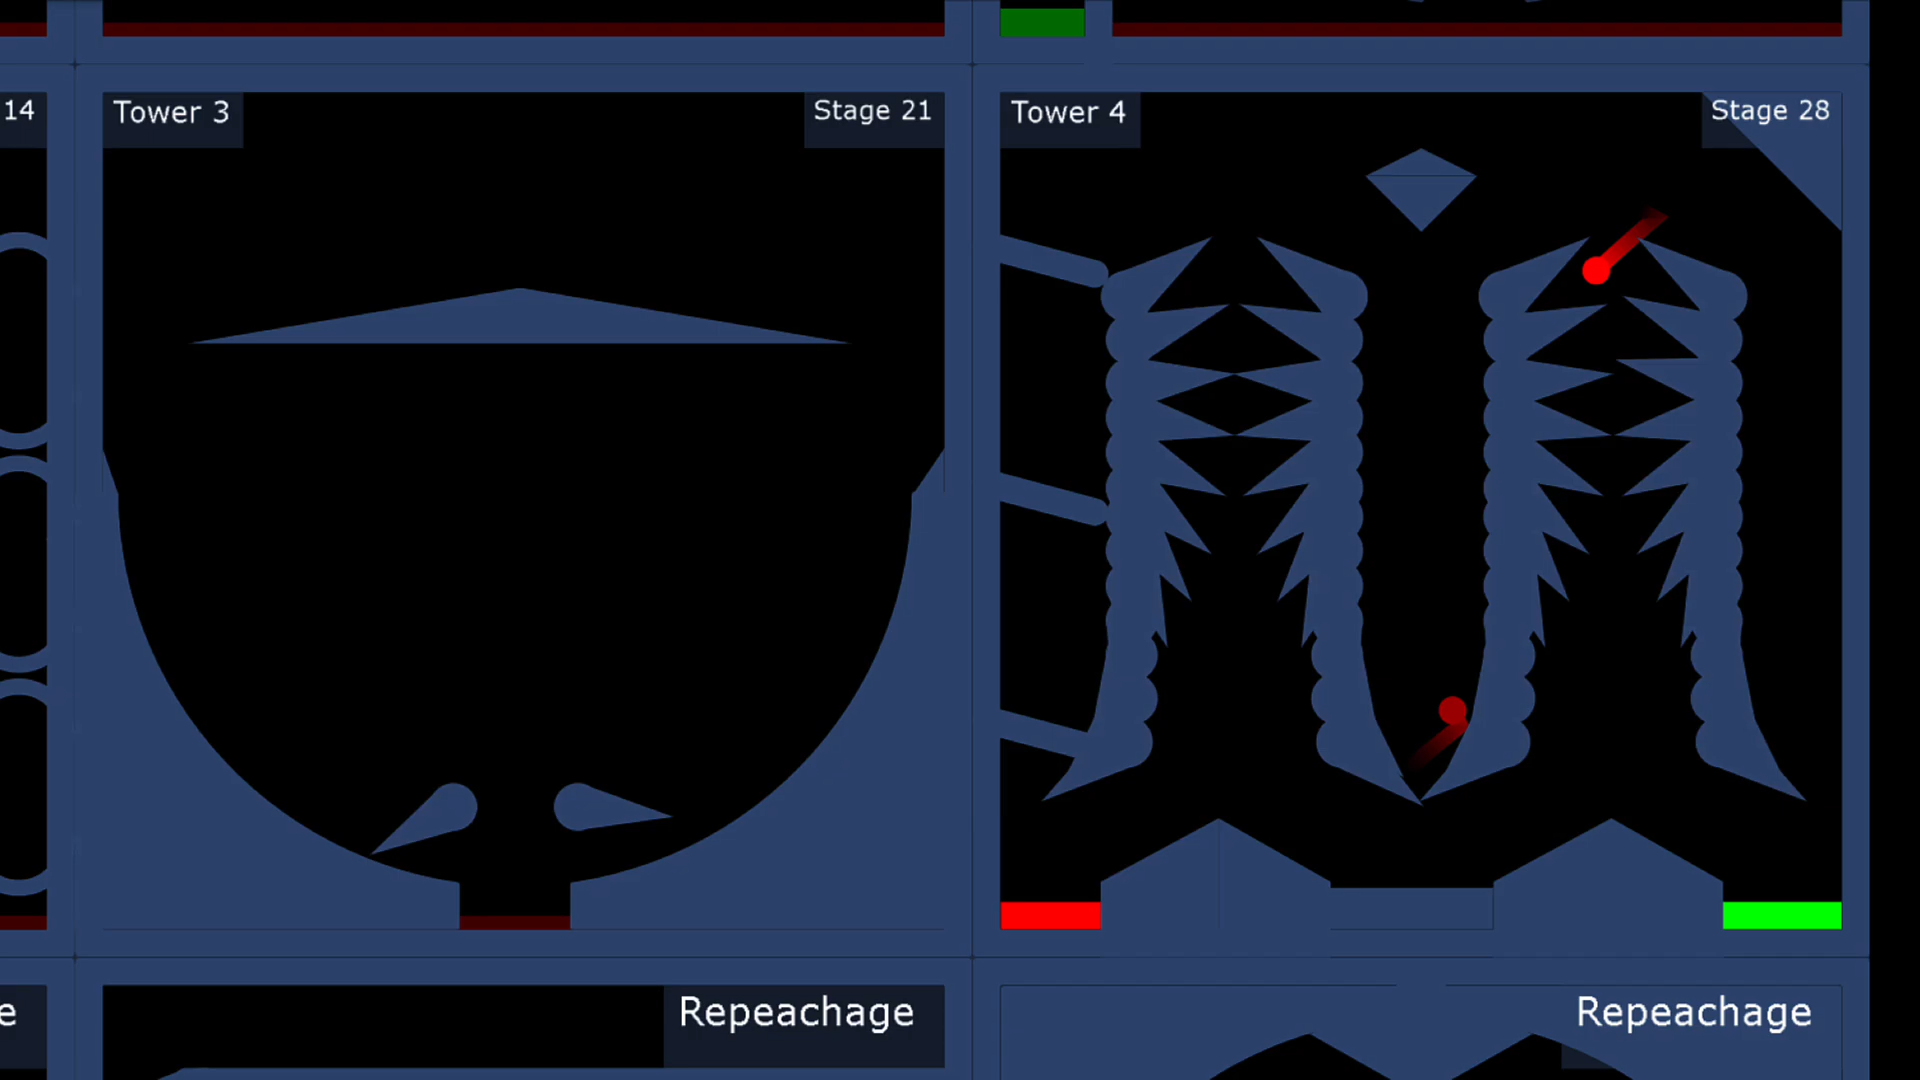 14
Tower 3
Stage 21
Tower 4
Stage 28
e
Repeachage
Repeachage